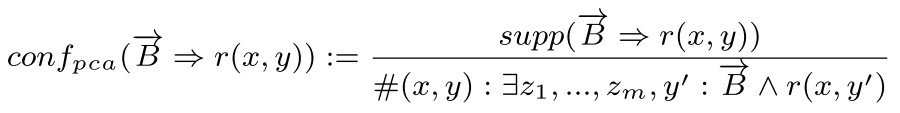 $conf_{pca}(\overrightarrow{B} \Rightarrow r(x, y)) := \frac{supp(\overrightarrow{B} \Rightarrow r(x, y))}{\#(x, y) : \exists z_1, ..., z_m, y' : \overrightarrow{B} \wedge r(x, y')}$